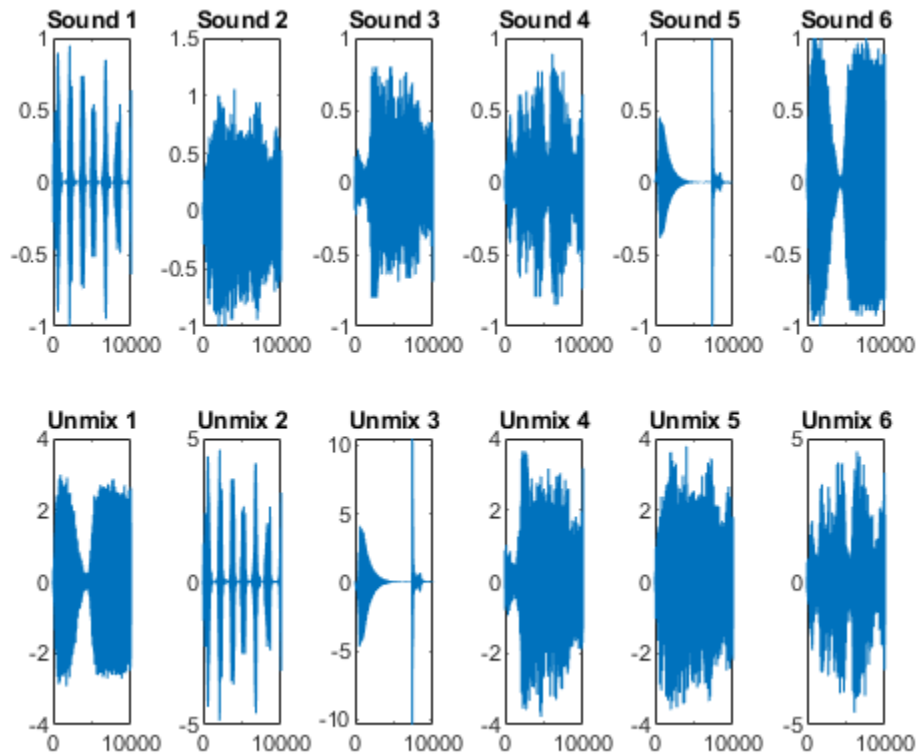 Sound 1 Sound 2 Sound 3 Sound 4 Sound 5 Sound 6
1 1.5 1 1 1 1
1
0.5 0.5 0.5 0.5 0.5
0.5
0 0 0 0 0
0
-0.5 -0.5 -0.5 -0.5 -0.5 -0.5
-1 -1 -1 -1 -1 -1
0 10000 0 10000 0 10000 0 10000 0 10000 0 10000
Unmix 1 Unmix 2 Unmix 3 Unmix 4 Unmix 5 Unmix 6
4 5 10 4 4 5
2 5 2 2
0 0 0 0 0 0
-2 -5 -2 -2
-4 -5 -10 -4 -4 -5
0 10000 0 10000 0 10000 0 10000 0 10000 0 10000